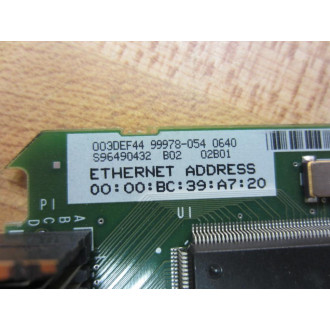 003DEF44 99978-054 0640
S96490432 B02 02B01
ETHERNET ADDRESS
00:00:BC:39:A7:20
P1
U1
A
B
C
D